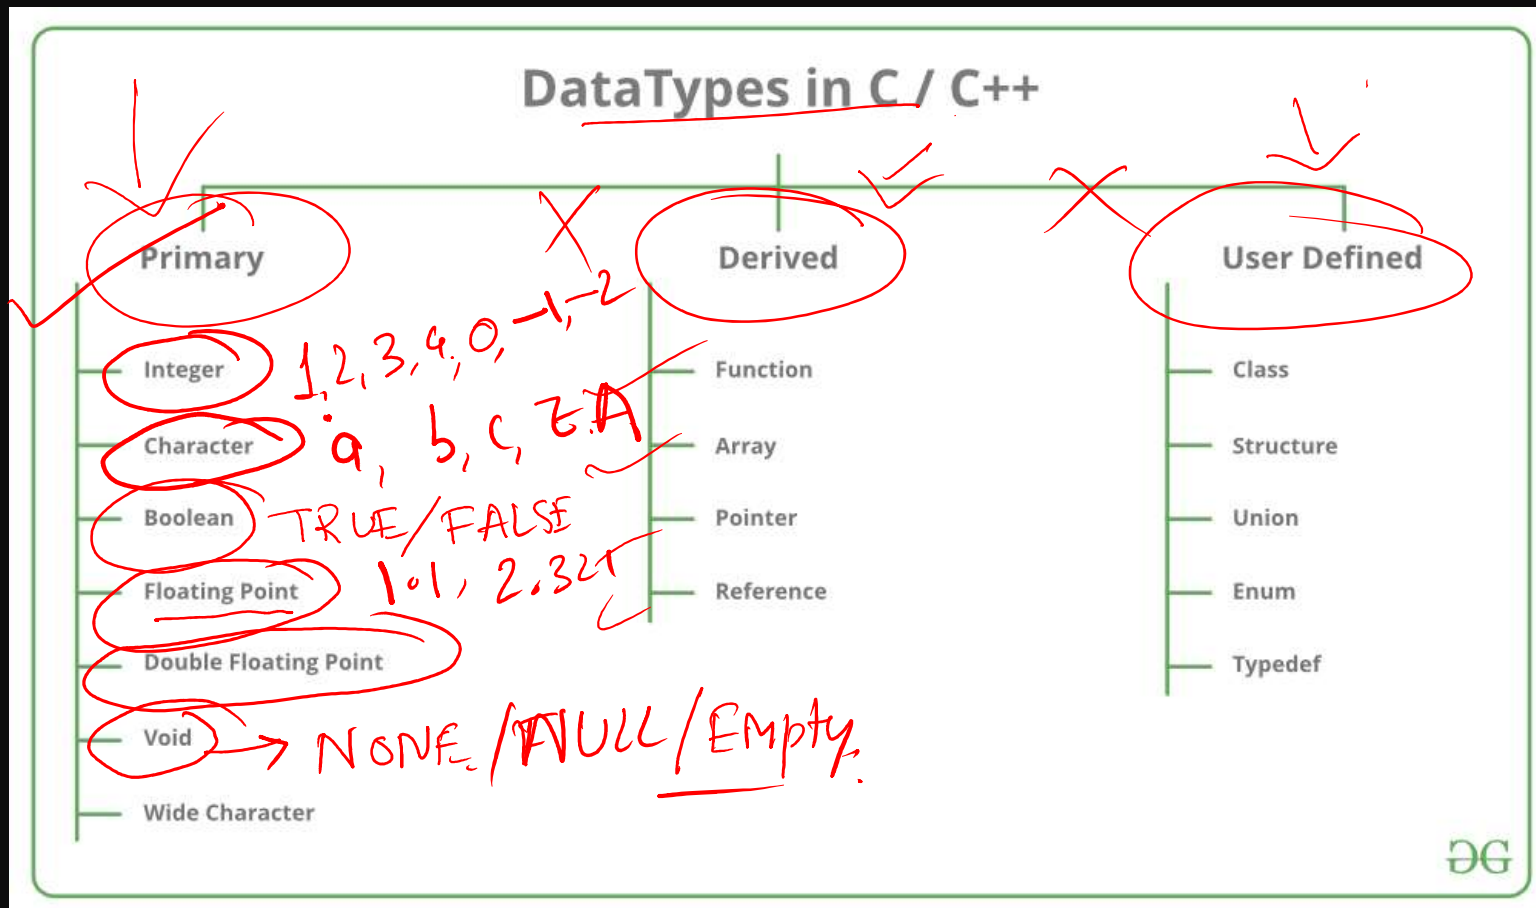 DataTypes in C / C++
Primary
Derived
User Defined
Integer
1, 2, 3, 4, 0, -1, -2
Function
Class
Character
a, b, c, z.A
Array
Structure
Boolean
TRUE/FALSE
Pointer
Union
Floating Point
1.1, 2.321
Reference
Enum
Double Floating Point
Typedef
Void
NONE/NULL/Empty.
Wide Character
GG